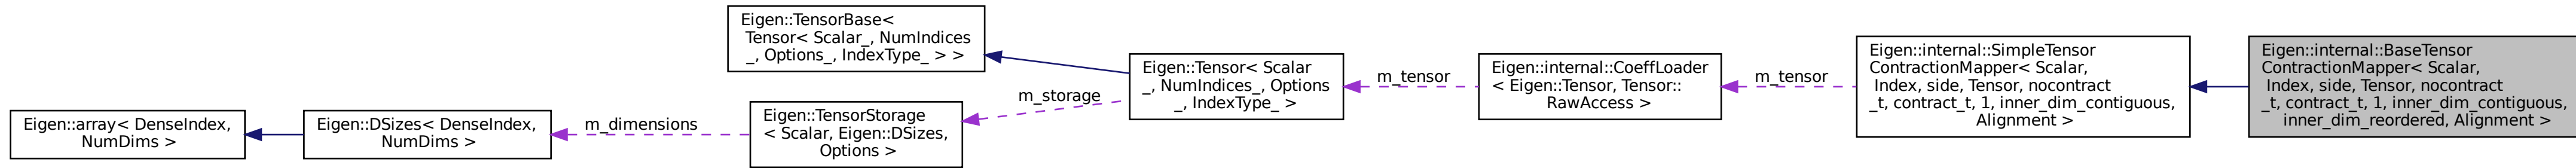 Eigen::array< DenseIndex,
NumDims >
Eigen::DSizes< DenseIndex,
NumDims >
m_dimensions
Eigen::TensorBase<
Tensor< Scalar_, NumIndices
_, Options_, IndexType_ > >
Eigen::TensorStorage
< Scalar, Eigen::DSizes,
Options >
m_storage
Eigen::Tensor< Scalar
_, NumIndices_, Options
_, IndexType_ >
m_tensor
Eigen::internal::CoeffLoader
< Eigen::Tensor, Tensor::
RawAccess >
m_tensor
Eigen::internal::SimpleTensor
ContractionMapper< Scalar,
Index, side, Tensor, nocontract
_t, contract_t, 1, inner_dim_contiguous,
Alignment >
Eigen::internal::BaseTensor
ContractionMapper< Scalar,
Index, side, Tensor, nocontract
_t, contract_t, 1, inner_dim_contiguous,
inner_dim_reordered, Alignment >